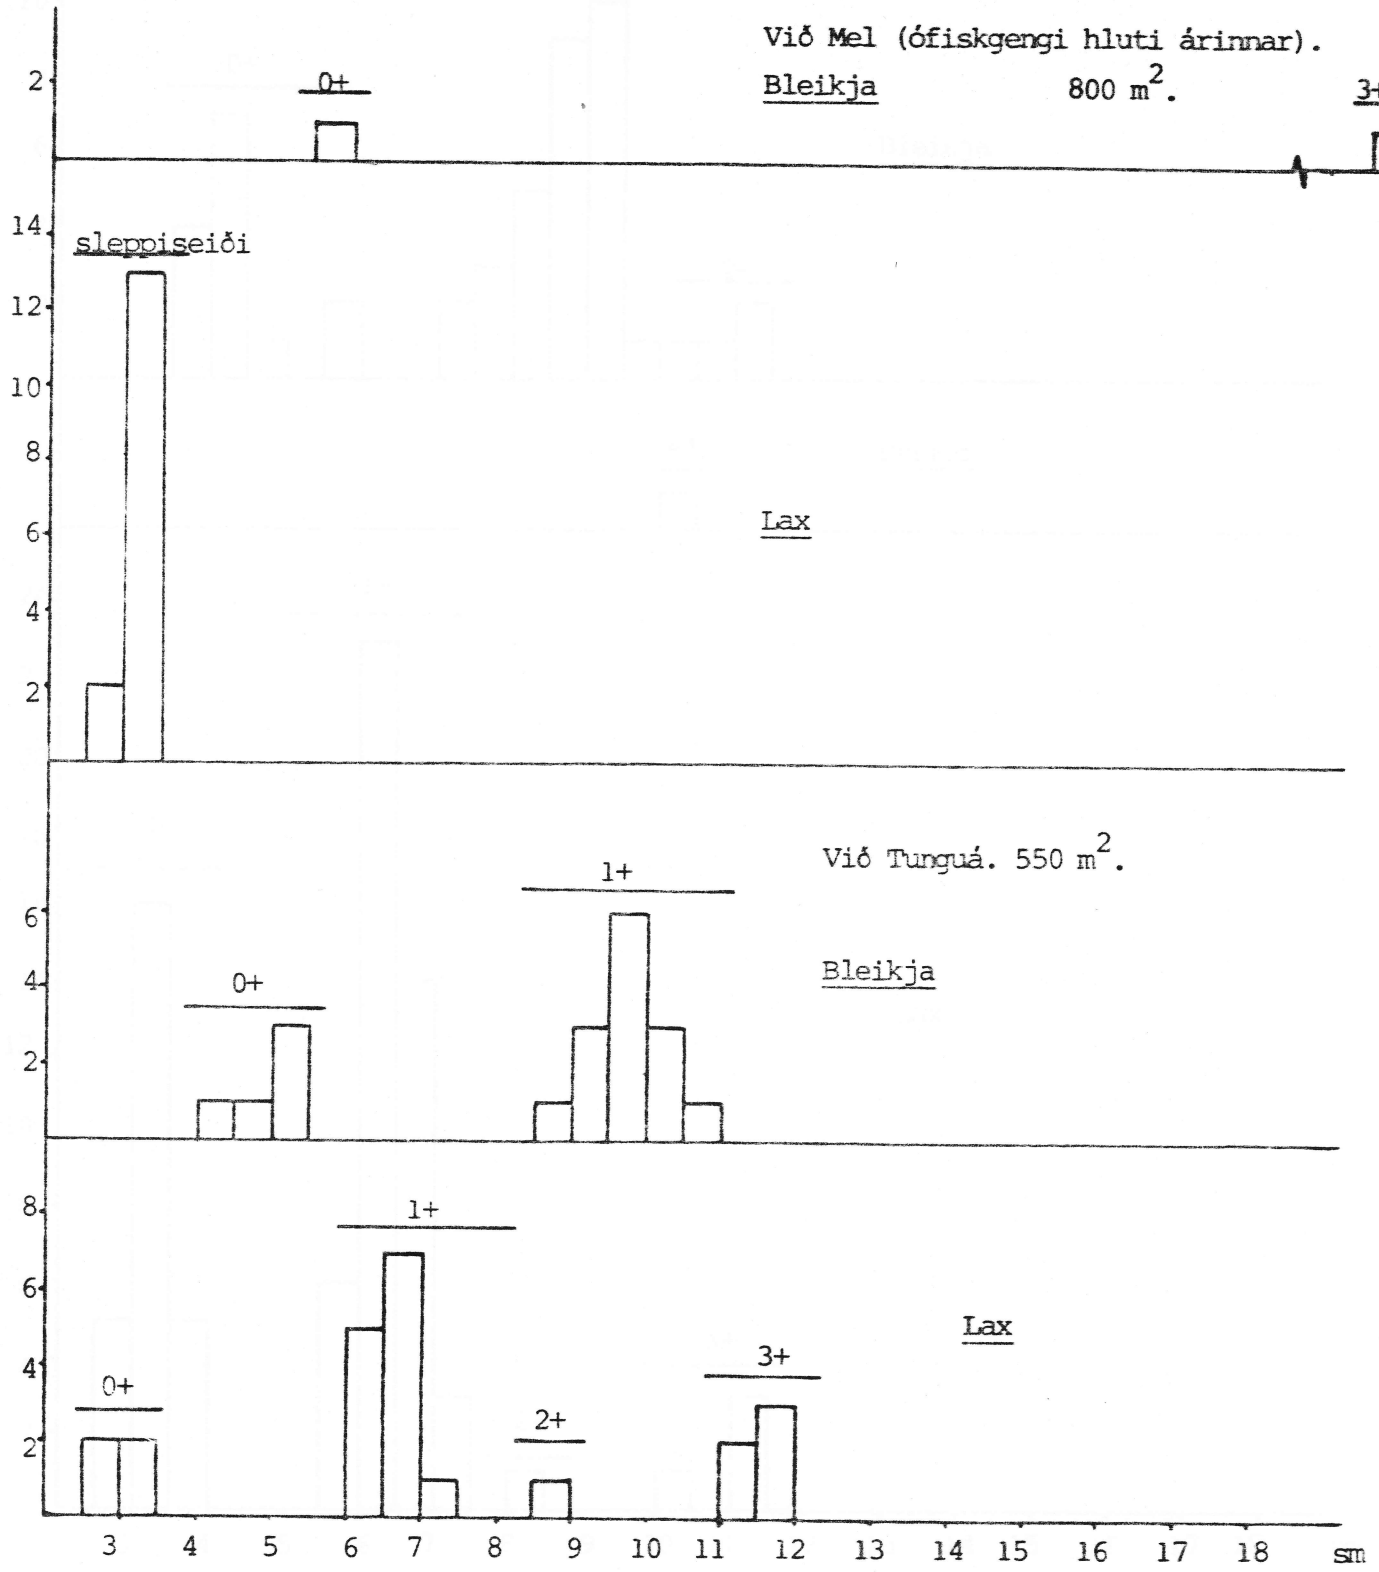 Við Mel (ófiskgengi hluti árinnar).
Bleikja 800 m².
2
0+
3+
14
12
10
8
6
4
2
sleppiseiði
Lax
Við Tunguá. 550 m².
Bleikja
6
4
2
0+
1+
8
6
4
2
0+
1+
2+
3+
Lax
3 4 5 6 7 8 9 10 11 12 13 14 15 16 17 18 sm